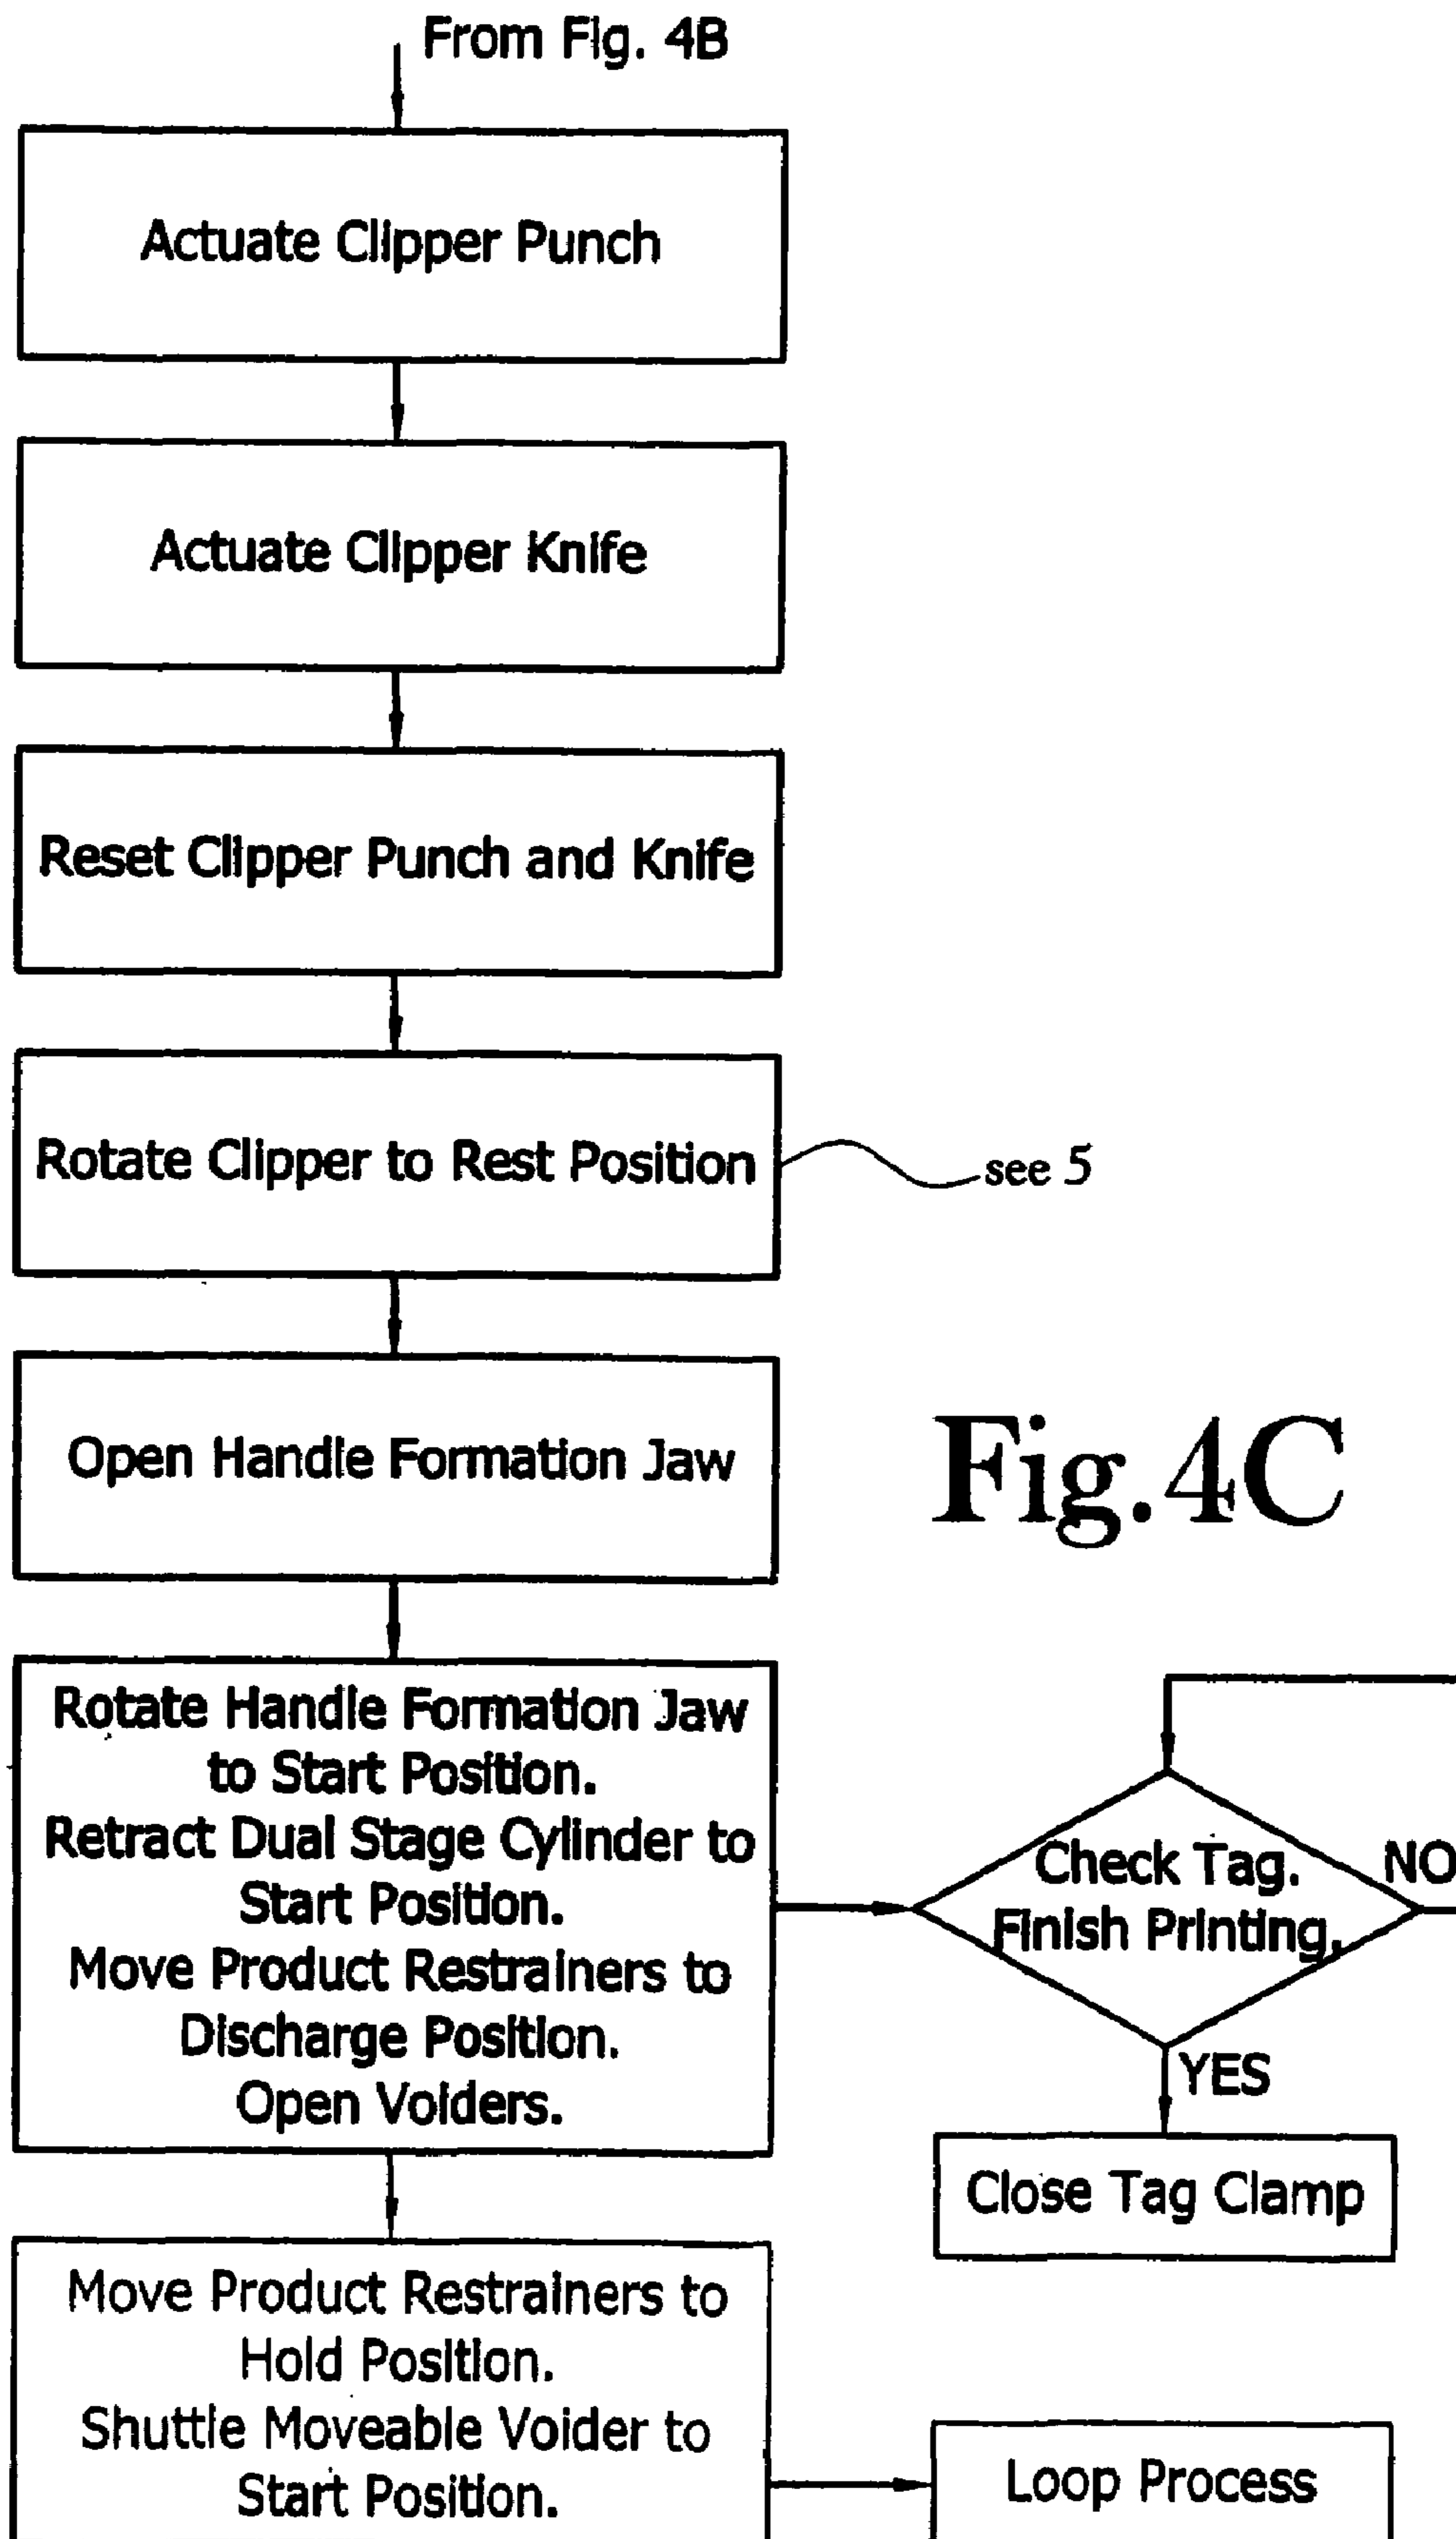 From Fig. 4B
Actuate Clipper Punch
Actuate Clipper Knife
Reset Clipper Punch and Knife
Rotate Clipper to Rest Position
see 5
Open Handle Formation Jaw
Fig.4C
Rotate Handle Formation Jaw
to Start Position.
Retract Dual Stage Cylinder to
Start Position.
Move Product Restrainers to
Discharge Position.
Open Voiders.
Check Tag.
Finish Printing.
NO
YES
Close Tag Clamp
Move Product Restrainers to
Hold Position.
Shuttle Moveable Voider to
Start Position.
Loop Process